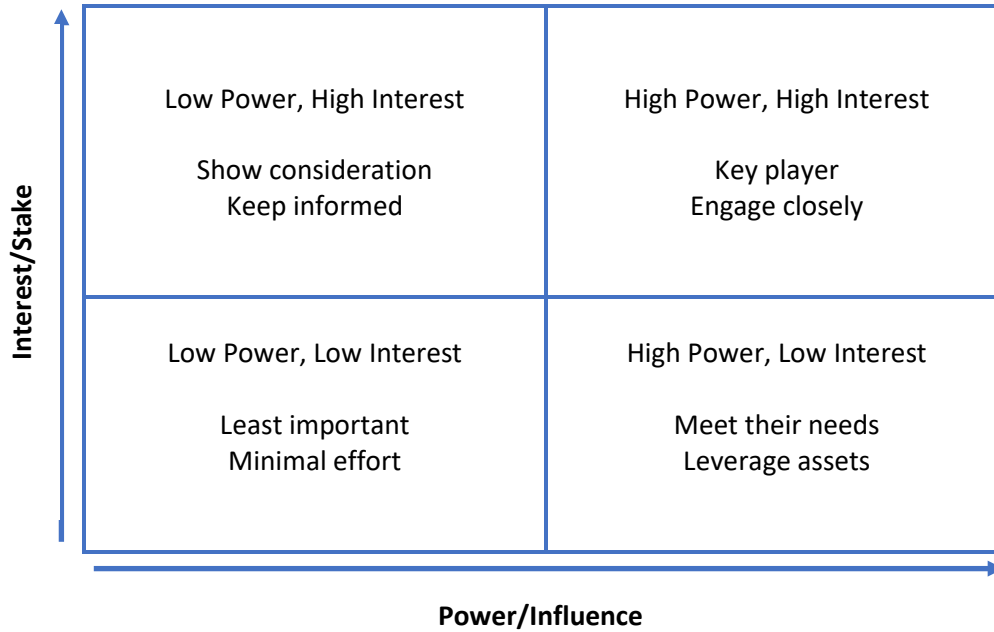 Low Power, High Interest
Show consideration
Keep informed
High Power, High Interest
Key player
Engage closely
Low Power, Low Interest
Least important
Minimal effort
High Power, Low Interest
Meet their needs
Leverage assets
Interest/Stake
Power/Influence